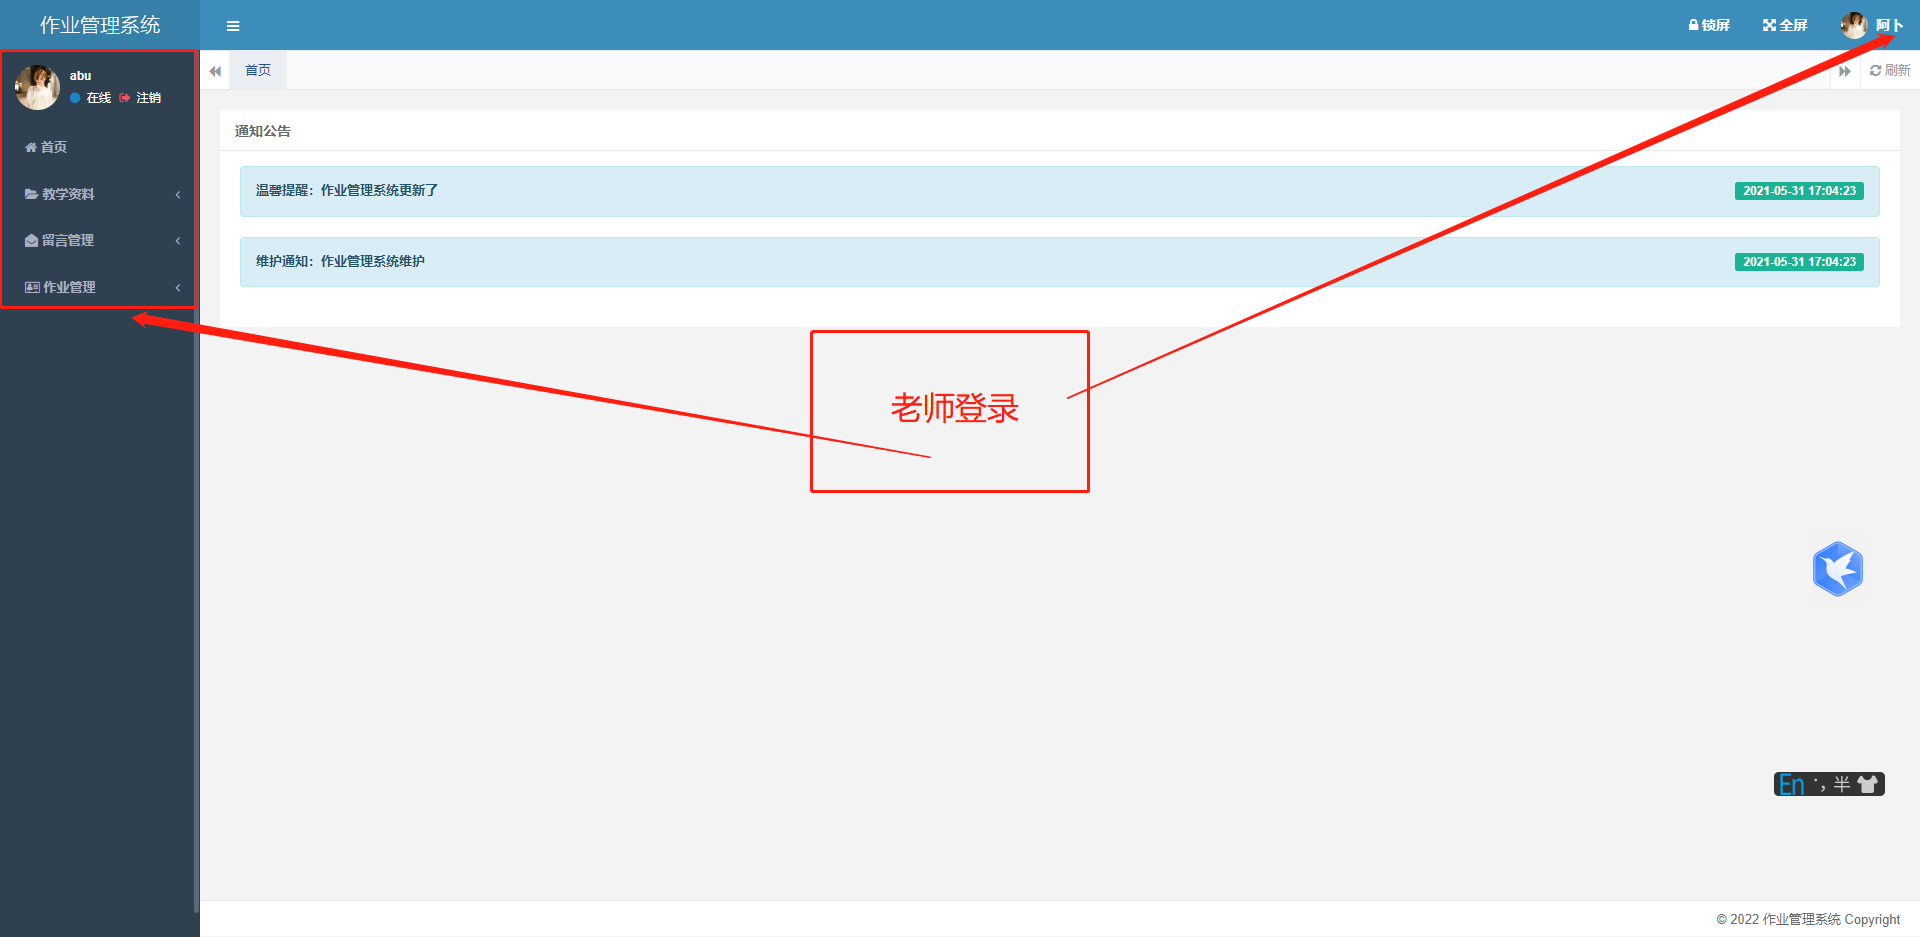 作业管理系统
锁屏
全屏
阿卜
abu
在线 注销
首页
教学资料
留言管理
作业管理
首页
刷新
通知公告
温馨提醒：作业管理系统更新了
2021-05-31 17:04:23
维护通知：作业管理系统维护
2021-05-31 17:04:23
老师登录
En 半
© 2022 作业管理系统 Copyright